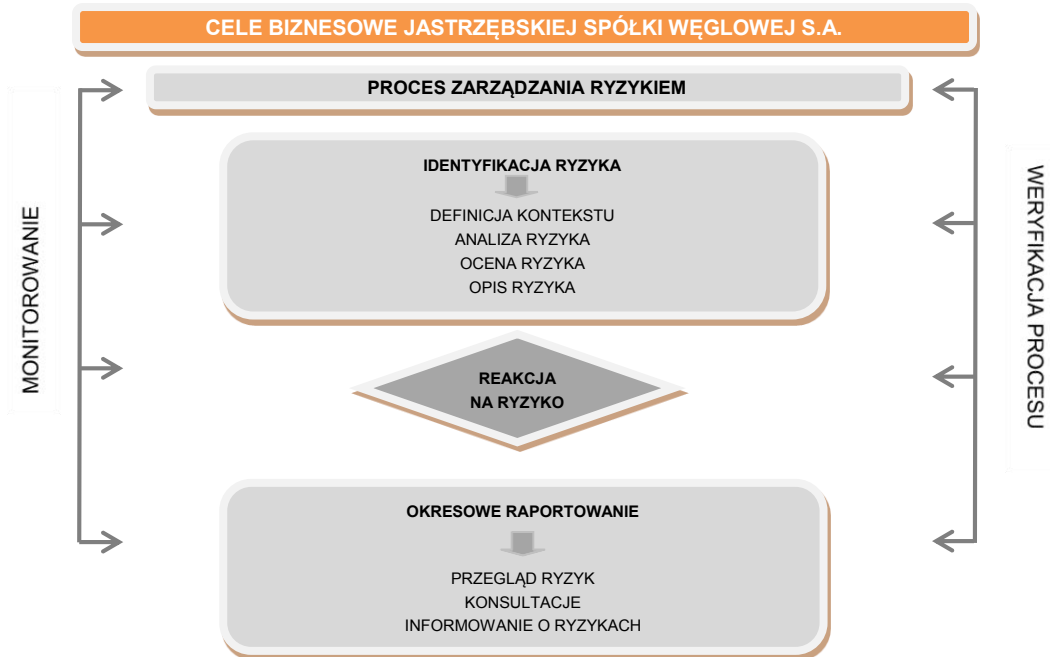 CELE BIZNESOWE JASTRZĘBSKIEJ SPÓŁKI WĘGLOWEJ S.A.
PROCES ZARZĄDZANIA RYZYKIEM
MONITOROWANIE
IDENTYFIKACJA RYZYKA
DEFINICJA KONTEKSTU
ANALIZA RYZYKA
OCENA RYZYKA
OPIS RYZYKA
REAKCJA
NA RYZYKO
OKRESOWE RAPORTOWANIE
PRZEGLĄD RYZYK
KONSULTACJE
INFORMOWANIE O RYZYKACH
WERYFIKACJA PROCESU